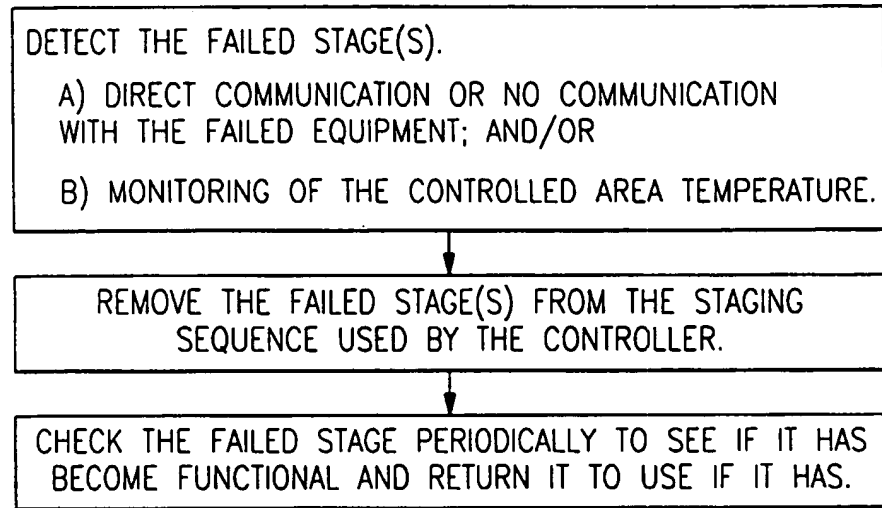 DETECT THE FAILED STAGE(S).
A) DIRECT COMMUNICATION OR NO COMMUNICATION
WITH THE FAILED EQUIPMENT; AND/OR
B) MONITORING OF THE CONTROLLED AREA TEMPERATURE.
REMOVE THE FAILED STAGE(S) FROM THE STAGING
SEQUENCE USED BY THE CONTROLLER.
CHECK THE FAILED STAGE PERIODICALLY TO SEE IF IT HAS
BECOME FUNCTIONAL AND RETURN IT TO USE IF IT HAS.